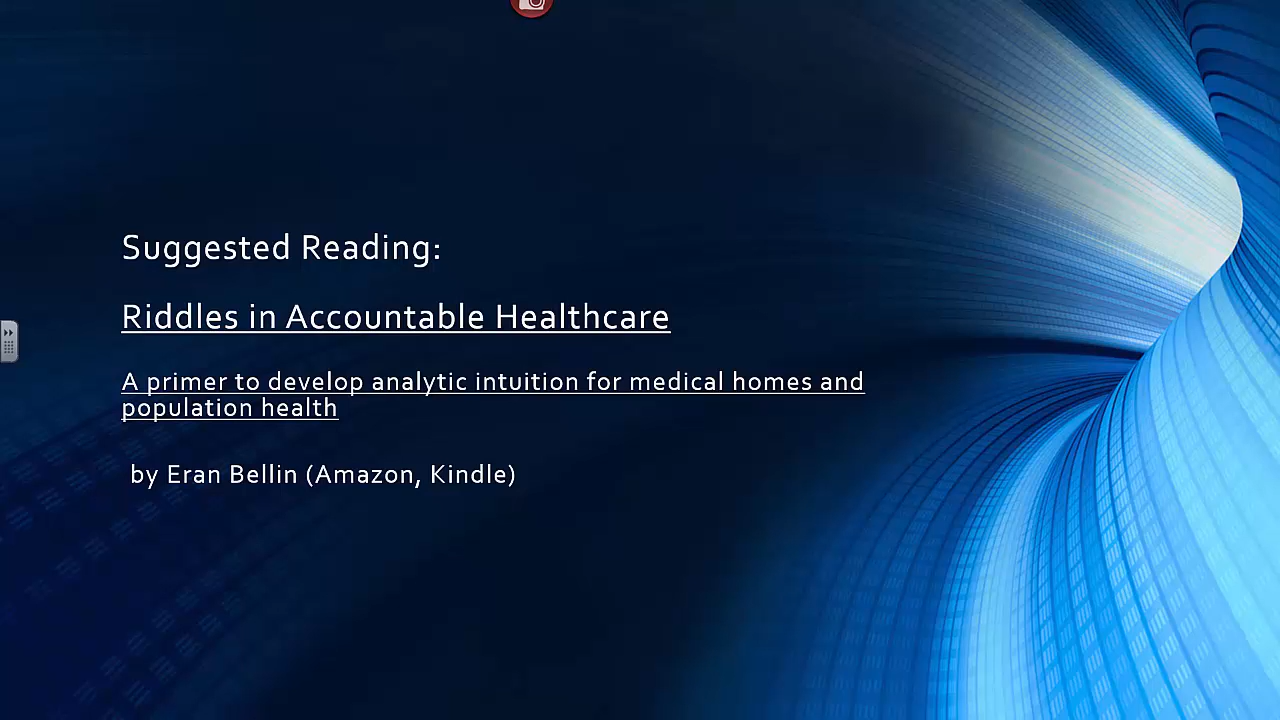 Suggested Reading:
Riddles in Accountable Healthcare
A primer to develop analytic intuition for medical homes and
population health
by Eran Bellin (Amazon, Kindle)